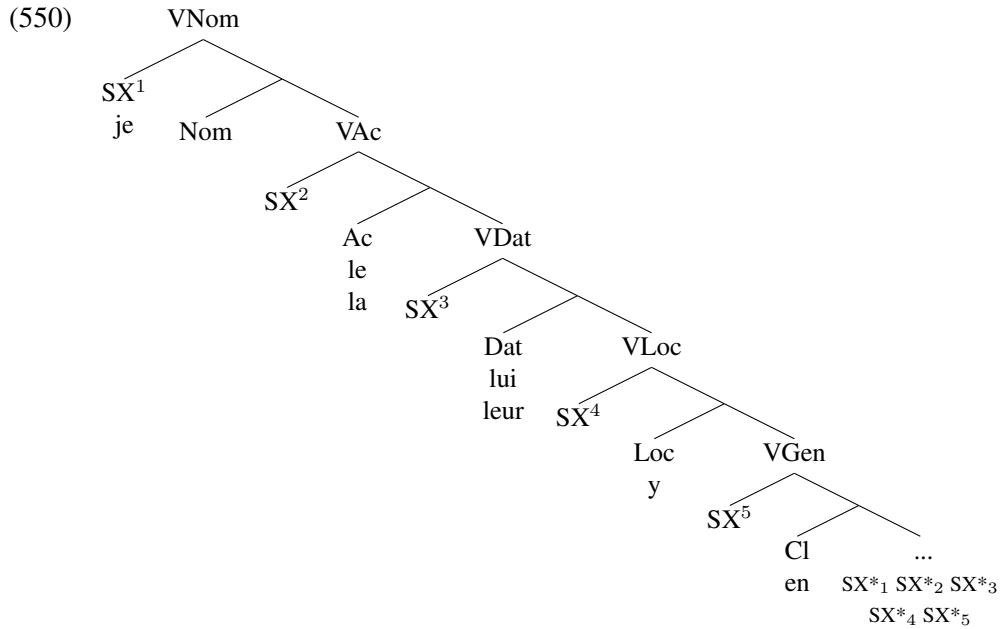 (550) VNom
SX¹
je
Nom VAc
SX²
Ac VDat
le
la
SX³
Dat VLoc
lui
leur
SX⁴
Loc VGen
y
SX⁵
Cl ...
en SX*₁ SX*₂ SX*₃
SX*₄ SX*₅